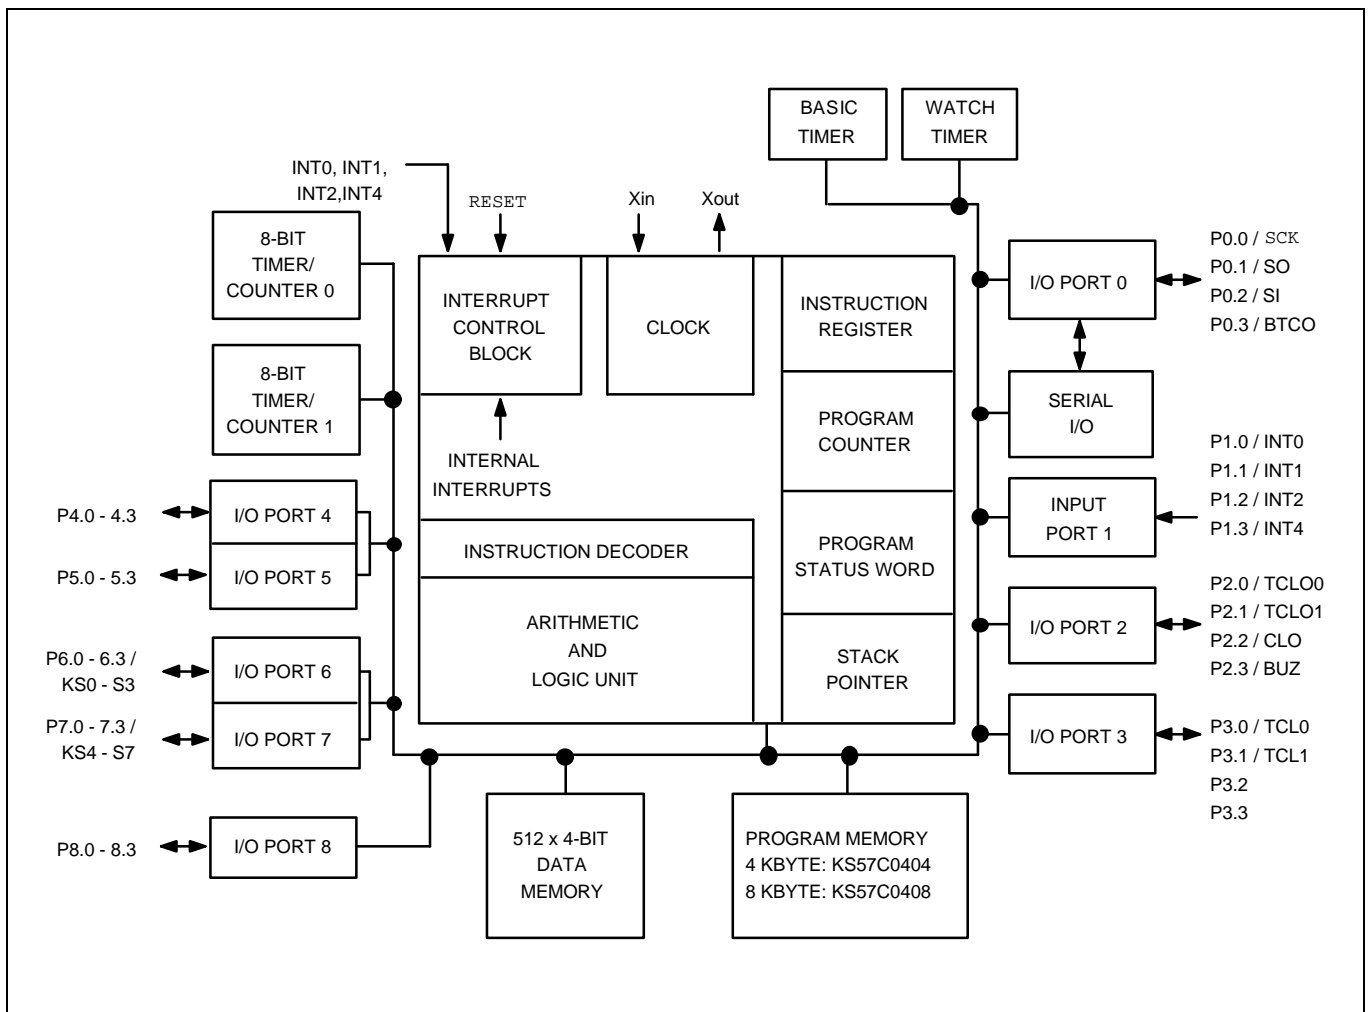 BASIC
TIMER
WATCH
TIMER
INT0, INT1,
INT2,INT4
RESET
Xin
Xout
8-BIT
TIMER/
COUNTER 0
8-BIT
TIMER/
COUNTER 1
INTERRUPT
CONTROL
BLOCK
CLOCK
INSTRUCTION
REGISTER
PROGRAM
COUNTER
INTERNAL
INTERRUPTS
PROGRAM
STATUS WORD
INSTRUCTION DECODER
ARITHMETIC
AND
LOGIC UNIT
STACK
POINTER
I/O PORT 0
P0.0 / SCK
P0.1 / SO
P0.2 / SI
P0.3 / BTCO
SERIAL
I/O
INPUT
PORT 1
P1.0 / INT0
P1.1 / INT1
P1.2 / INT2
P1.3 / INT4
I/O PORT 2
P2.0 / TCLO0
P2.1 / TCLO1
P2.2 / CLO
P2.3 / BUZ
I/O PORT 3
P3.0 / TCL0
P3.1 / TCL1
P3.2
P3.3
P4.0 - 4.3
I/O PORT 4
P5.0 - 5.3
I/O PORT 5
P6.0 - 6.3 /
KS0 - S3
I/O PORT 6
P7.0 - 7.3 /
KS4 - S7
I/O PORT 7
P8.0 - 8.3
I/O PORT 8
512 x 4-BIT
DATA
MEMORY
PROGRAM MEMORY
4 KBYTE: KS57C0404
8 KBYTE: KS57C0408